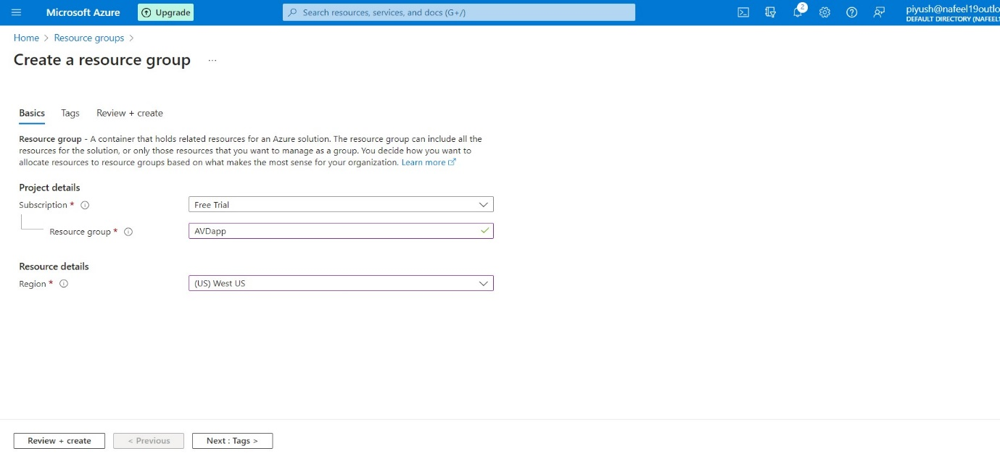 Microsoft Azure
Upgrade
Search resources, services, and docs (G+/)
2
piyush@nafeel19outlo
DEFAULT DIRECTORY (NAFEEL1
Home > Resource groups >
Create a resource group ...
Basics Tags Review + create
Resource group - A container that holds related resources for an Azure solution. The resource group can include all the
resources for the solution, or only those resources that you want to manage as a group. You decide how you want to
allocate resources to resource groups based on what makes the most sense for your organization. Learn more
Project details
Subscription * Free Trial
Resource group * AVDapp
Resource details
Region * (US) West US
Review + create < Previous Next : Tags >